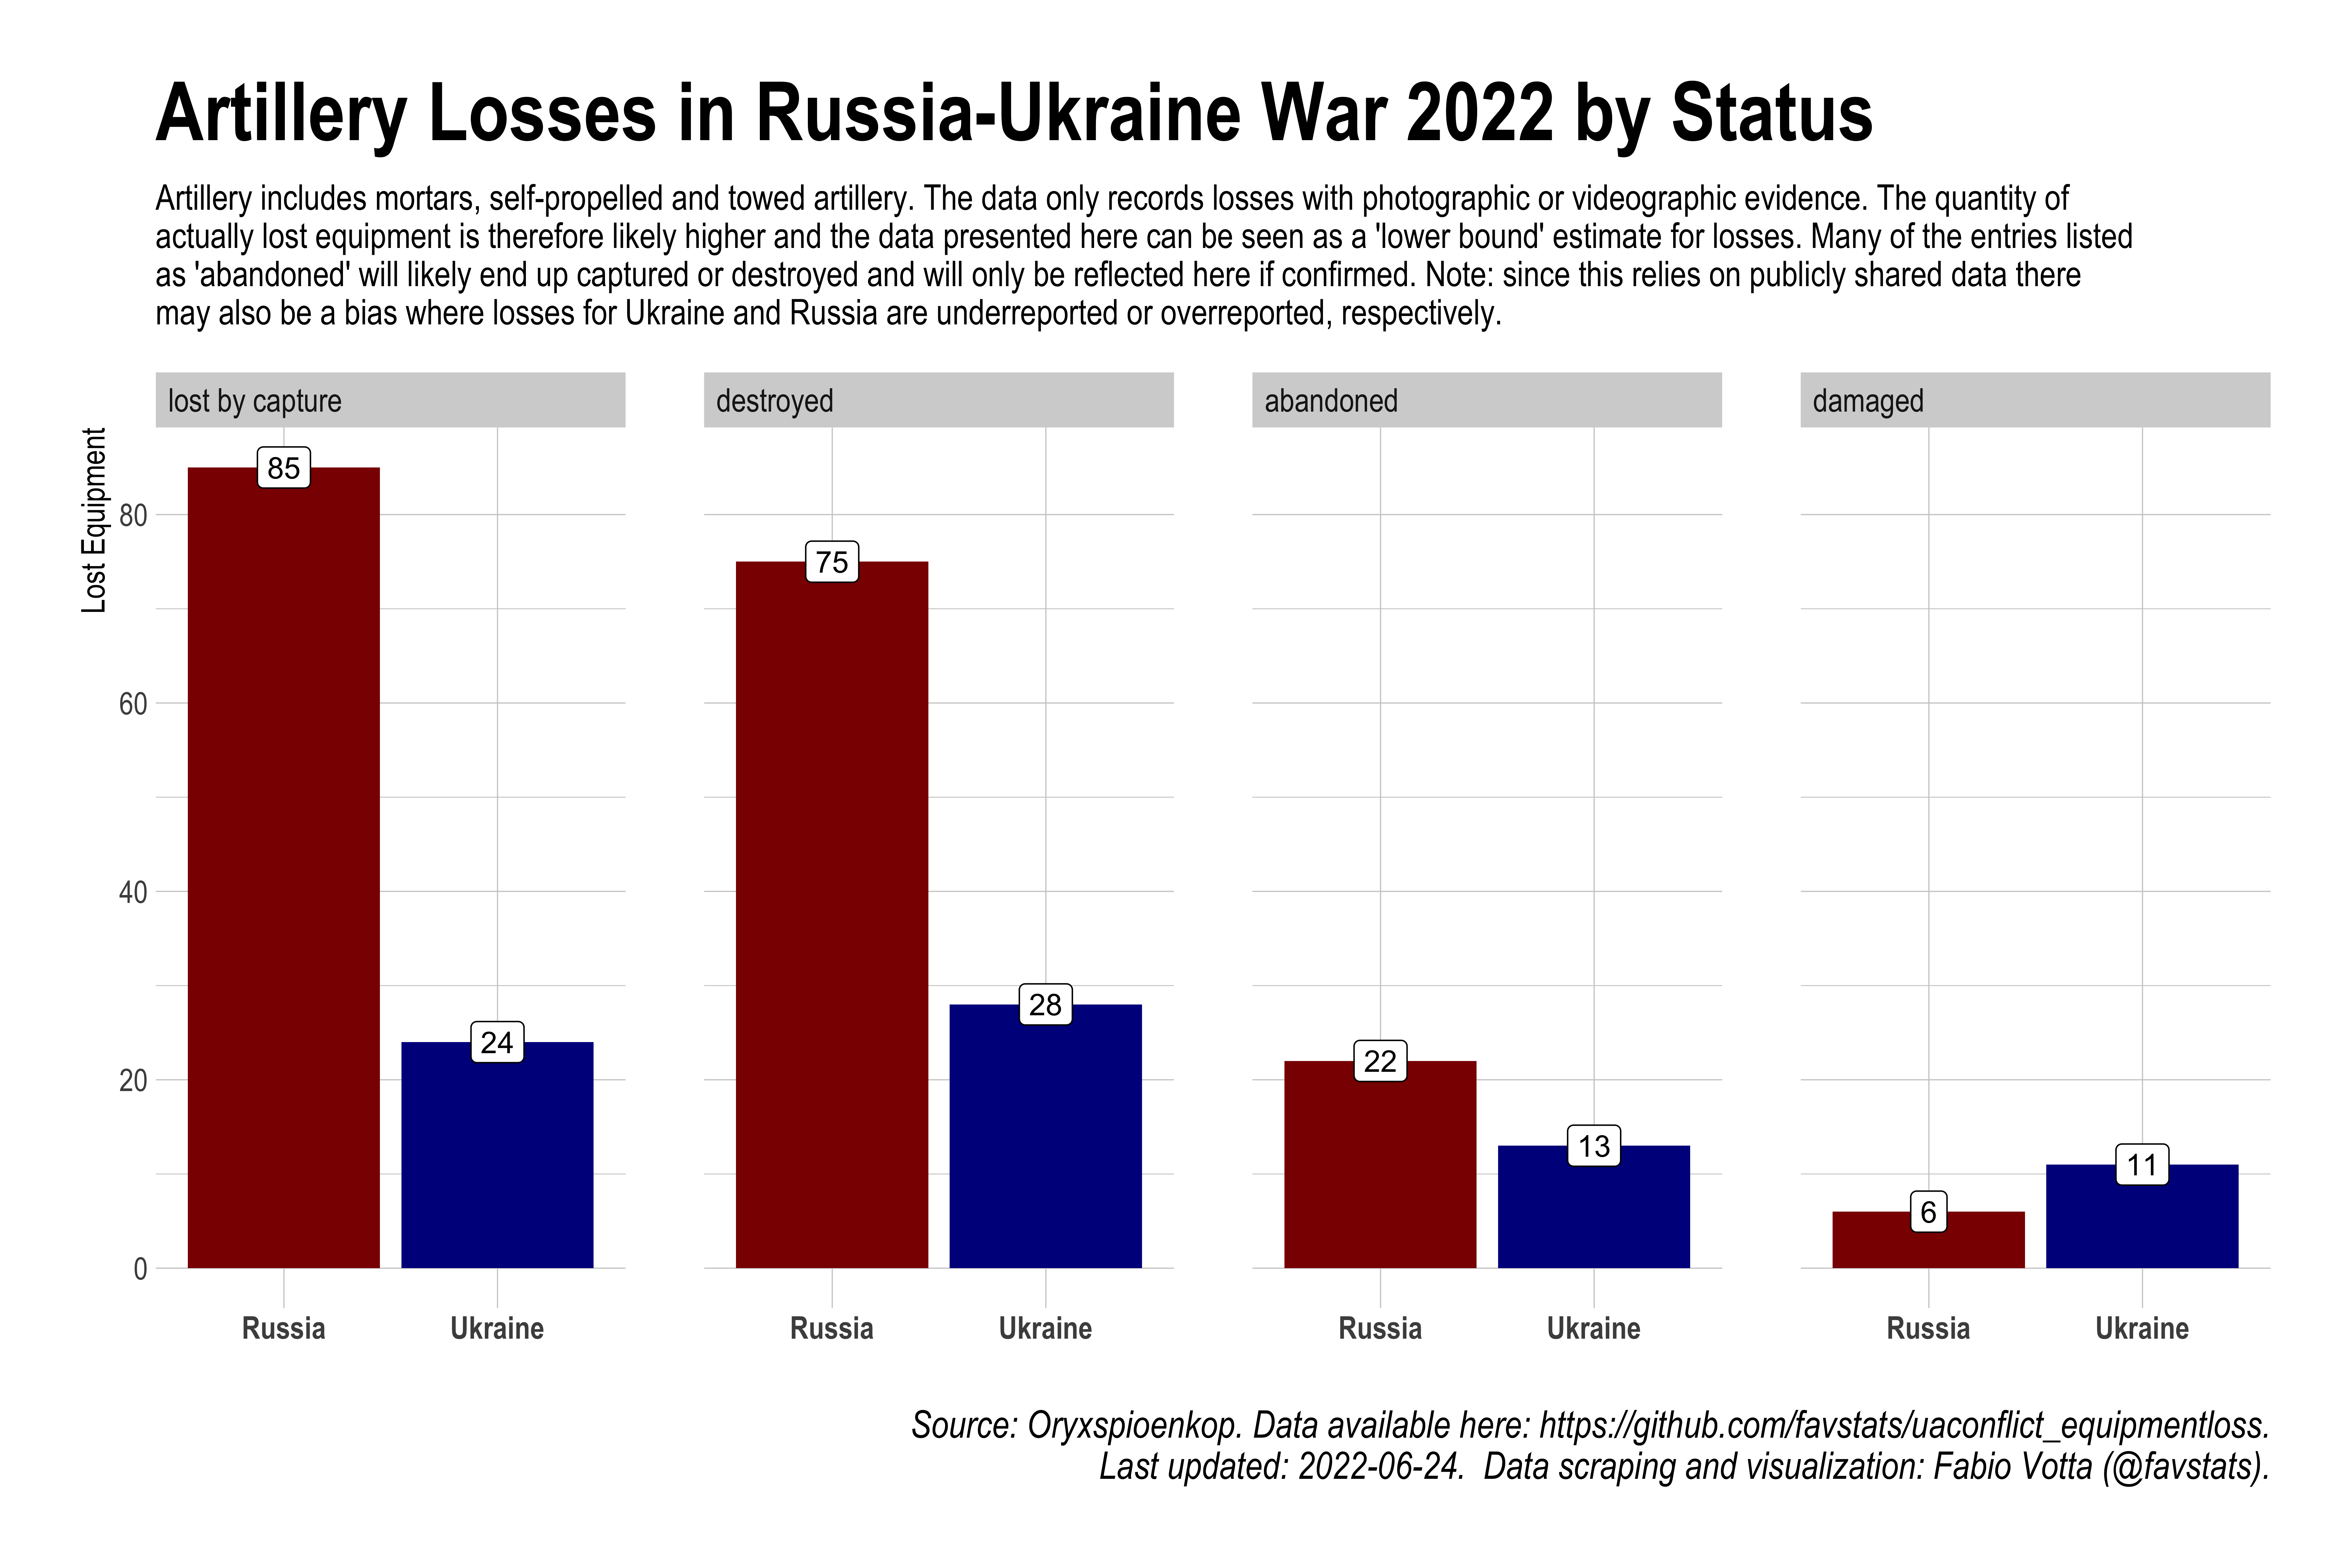 Artillery Losses in Russia-Ukraine War 2022 by Status
Artillery includes mortars, self-propelled and towed artillery. The data only records losses with photographic or videographic evidence. The quantity of
actually lost equipment is therefore likely higher and the data presented here can be seen as a 'lower bound' estimate for losses. Many of the entries listed
as 'abandoned' will likely end up captured or destroyed and will only be reflected here if confirmed. Note: since this relies on publicly shared data there
may also be a bias where losses for Ukraine and Russia are underreported or overreported, respectively.
lost by capture
destroyed
abandoned
damaged
Lost Equipment
80
60
40
20
0
85
24
75
28
22
13
6
11
Russia
Ukraine
Russia
Ukraine
Russia
Ukraine
Russia
Ukraine
Source: Oryxspioenkop. Data available here: https://github.com/favstats/uaconflict_equipmentloss.
Last updated: 2022-06-24.  Data scraping and visualization: Fabio Votta (@favstats).